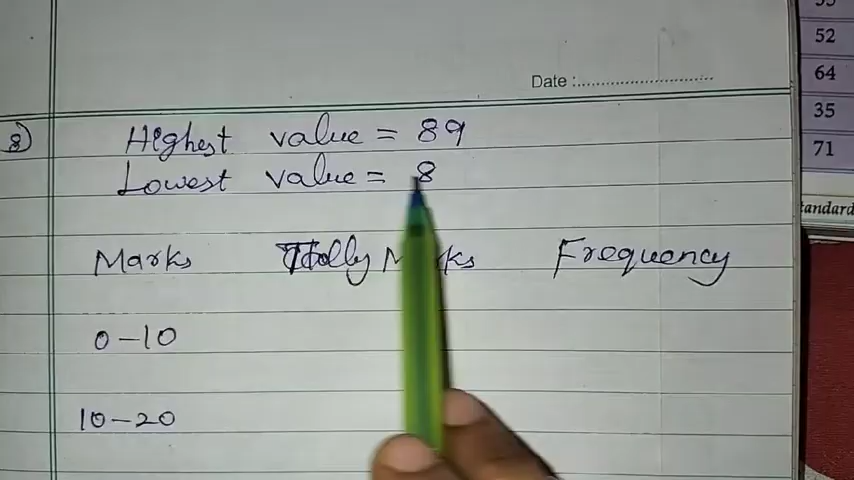 55
52
Date :
64
35
71
8) Highest value = 89
Lowest value = 8
tandard
Marks Tally Marks Frequency
0-10
10-20